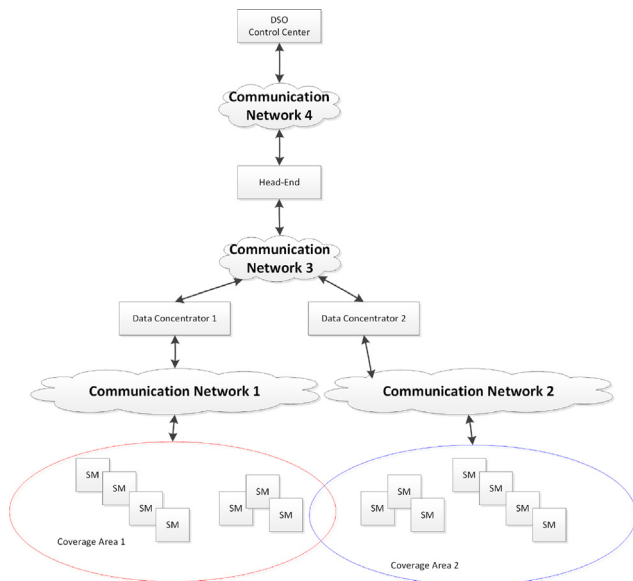 DSO
Control Center
Communication
Network 4
Head-End
Communication
Network 3
Data Concentrator 1
Data Concentrator 2
Communication Network 1
Communication Network 2
SM
SM
SM
SM
SM
SM
SM
Coverage Area 1
SM
SM
SM
SM
SM
SM
SM
Coverage Area 2